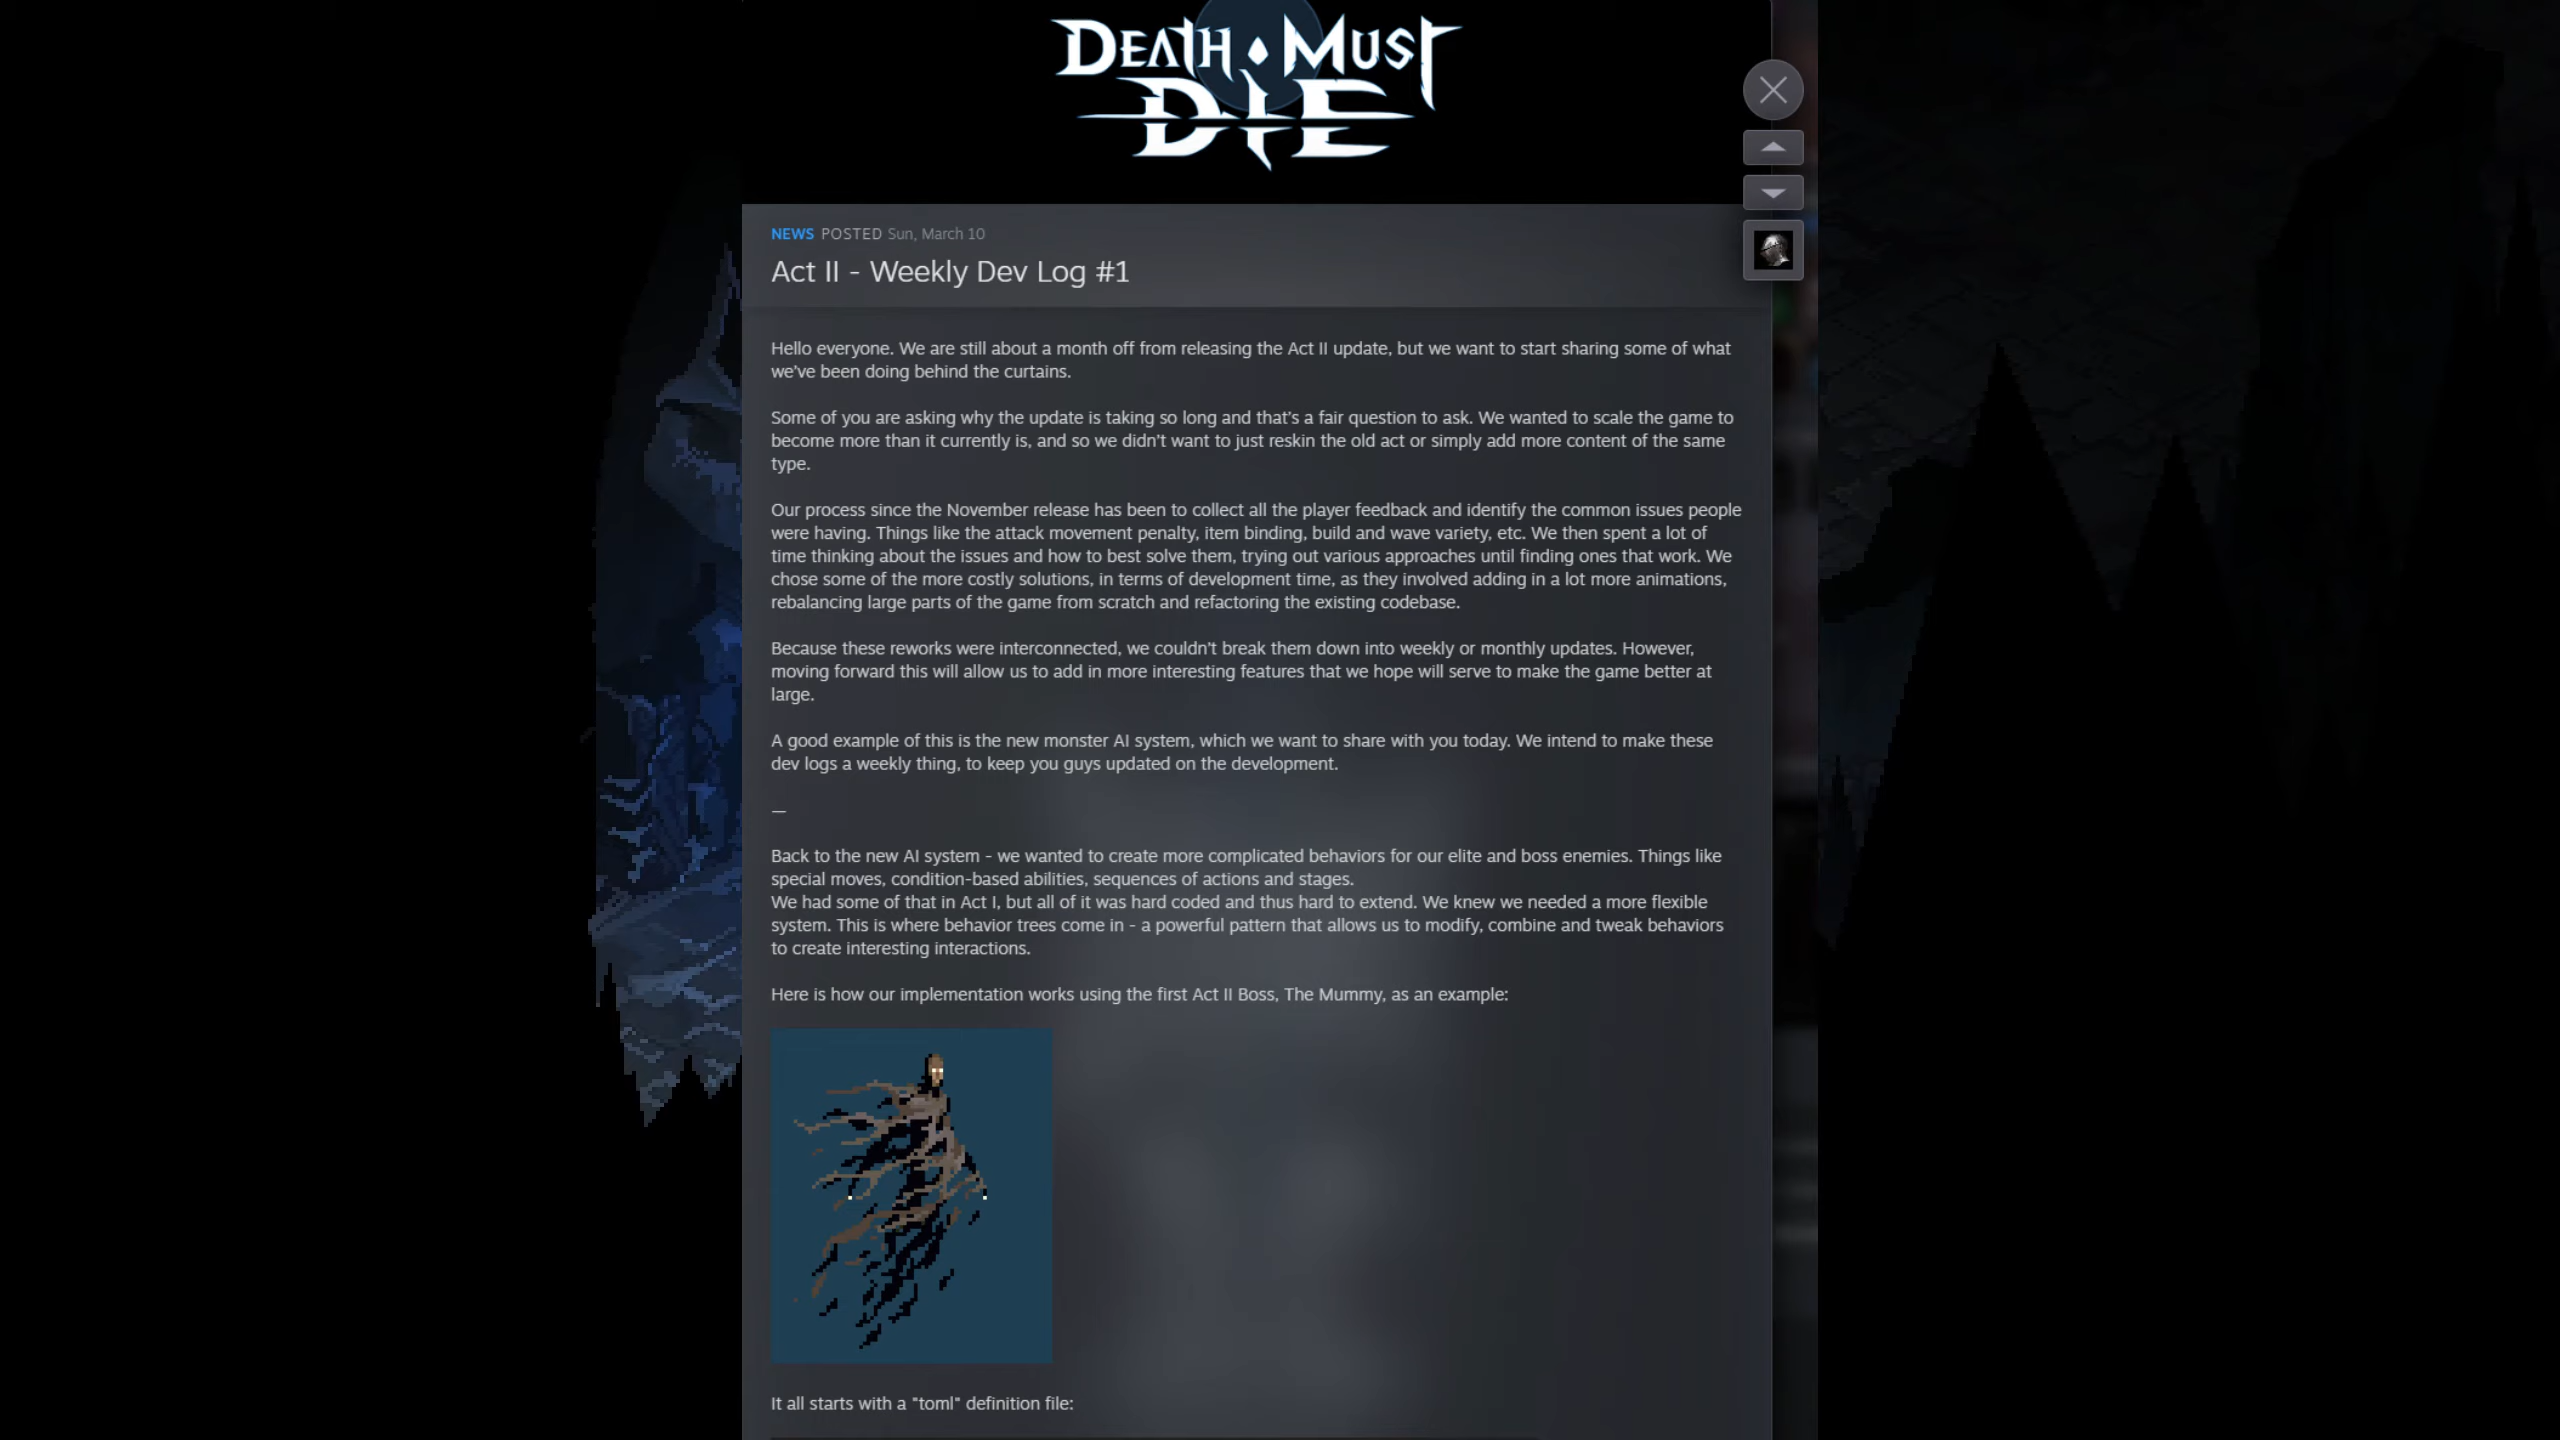 DEATH MUST
DIE
NEWS POSTED Sun, March 10
Act II - Weekly Dev Log #1
Hello everyone. We are still about a month off from releasing the Act II update, but we want to start sharing some of what
we've been doing behind the curtains.
Some of you are asking why the update is taking so long and that's a fair question to ask. We wanted to scale the game to
become more than it currently is, and so we didn't want to just reskin the old act or simply add more content of the same
type.
Our process since the November release has been to collect all the player feedback and identify the common issues people
were having. Things like the attack movement penalty, item binding, build and wave variety, etc. We then spent a lot of
time thinking about the issues and how to best solve them, trying out various approaches until finding ones that work. We
chose some of the more costly solutions, in terms of development time, as they involved adding in a lot more animations,
rebalancing large parts of the game from scratch and refactoring the existing codebase.
Because these reworks were interconnected, we couldn't break them down into weekly or monthly updates. However,
moving forward this will allow us to add in more interesting features that we hope will serve to make the game better at
large.
A good example of this is the new monster AI system, which we want to share with you today. We intend to make these
dev logs a weekly thing, to keep you guys updated on the development.
—
Back to the new AI system - we wanted to create more complicated behaviors for our elite and boss enemies. Things like
special moves, condition-based abilities, sequences of actions and stages.
We had some of that in Act I, but all of it was hard coded and thus hard to extend. We knew we needed a more flexible
system. This is where behavior trees come in - a powerful pattern that allows us to modify, combine and tweak behaviors
to create interesting interactions.
Here is how our implementation works using the first Act II Boss, The Mummy, as an example:
It all starts with a "toml" definition file: